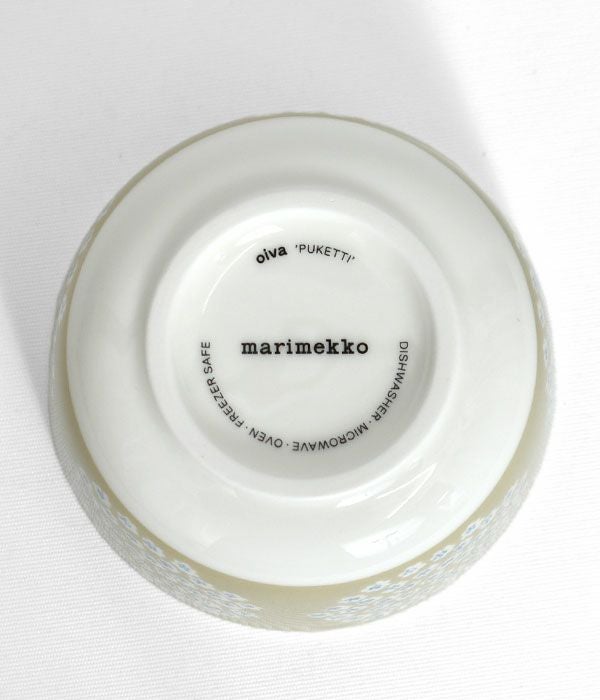 oiva 'PUKETTI'
marimekko
DISHWASHER · MICROWAVE · OVEN · FREEZER SAFE